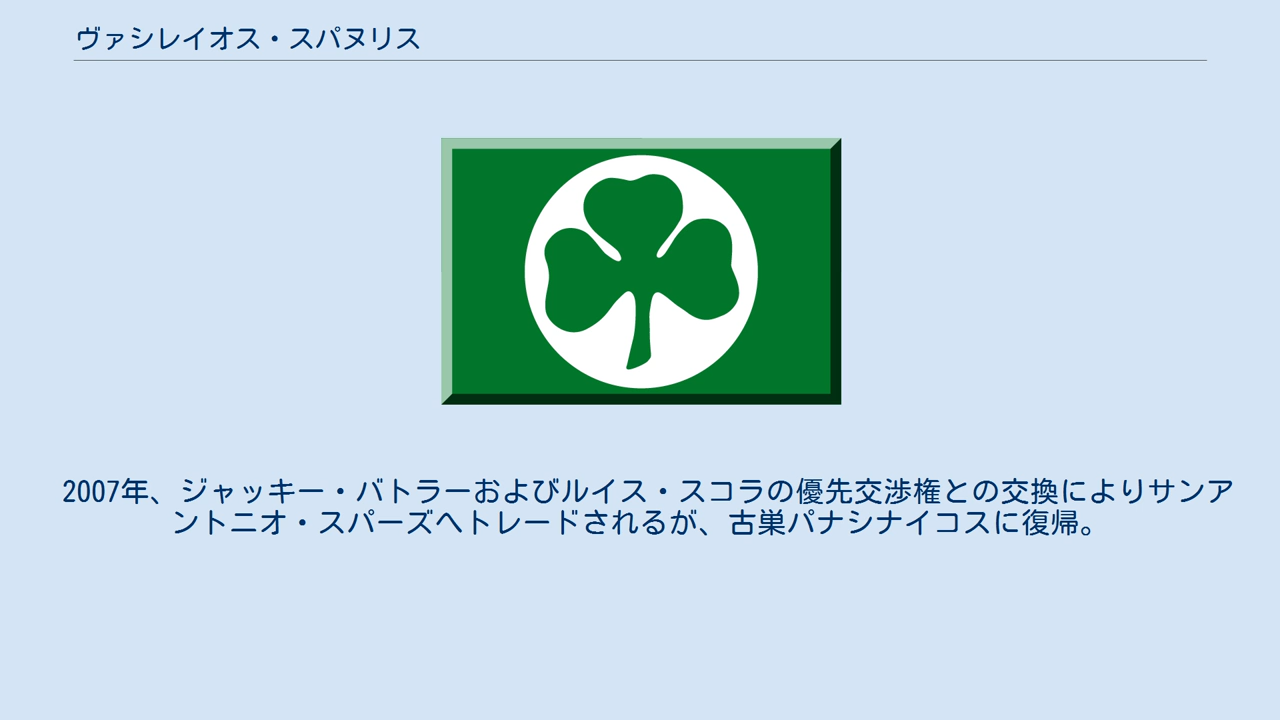 ヴァシレイオス・スパヌリス
2007年、ジャッキー・バトラーおよびルイス・スコラの優先交渉権との交換によりサンア
ントニオ・スパーズへトレードされるが、古巣パナシナイコスに復帰。